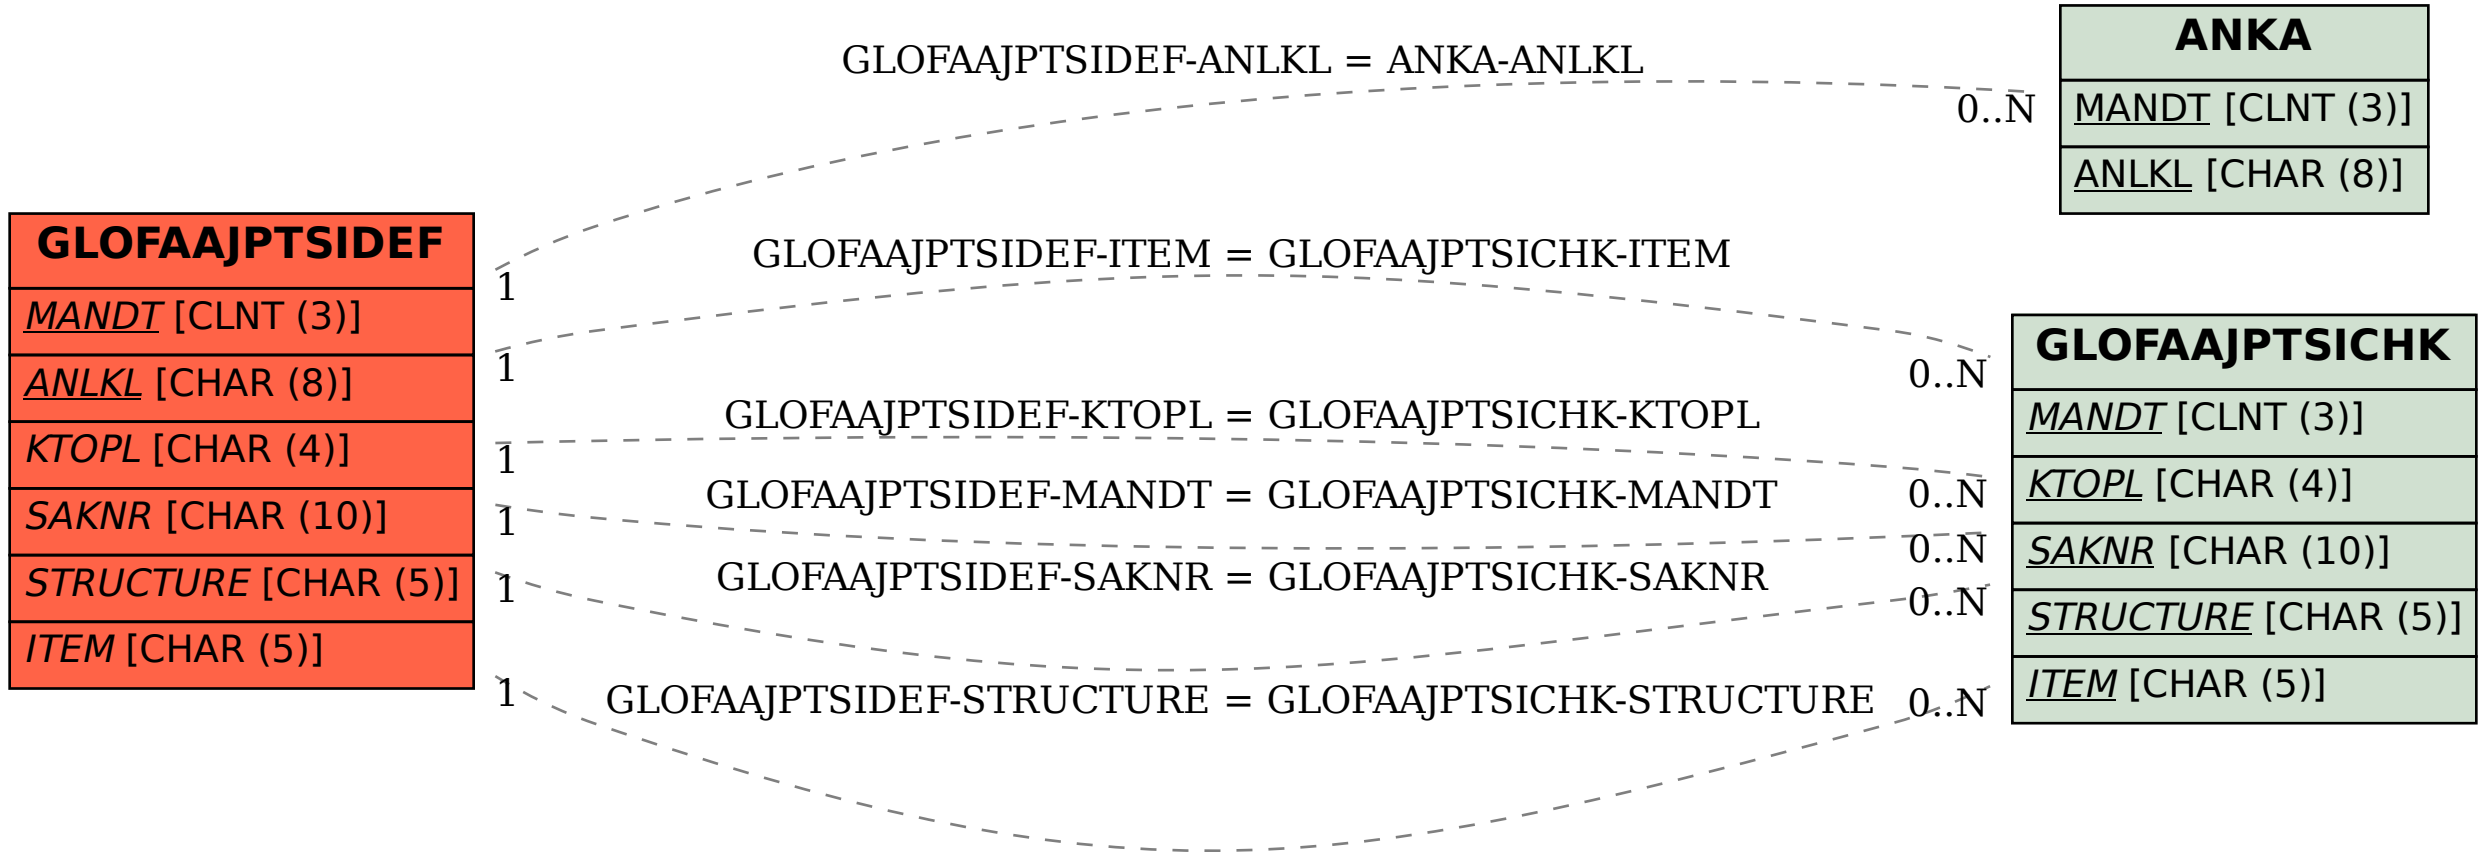 GLOFAAJPTSIDEF
MANDT [CLNT (3)]
ANLKL [CHAR (8)]
KTOPL [CHAR (4)]
SAKNR [CHAR (10)]
STRUCTURE [CHAR (5)]
ITEM [CHAR (5)]
GLOFAAJPTSIDEF-ANLKL = ANKA-ANLKL
1
0..N
GLOFAAJPTSIDEF-ITEM = GLOFAAJPTSICHK-ITEM
1
0..N
GLOFAAJPTSIDEF-KTOPL = GLOFAAJPTSICHK-KTOPL
1
0..N
GLOFAAJPTSIDEF-MANDT = GLOFAAJPTSICHK-MANDT
1
0..N
GLOFAAJPTSIDEF-SAKNR = GLOFAAJPTSICHK-SAKNR
1
0..N
GLOFAAJPTSIDEF-STRUCTURE = GLOFAAJPTSICHK-STRUCTURE
1
0..N
ANKA
MANDT [CLNT (3)]
ANLKL [CHAR (8)]
GLOFAAJPTSICHK
MANDT [CLNT (3)]
KTOPL [CHAR (4)]
SAKNR [CHAR (10)]
STRUCTURE [CHAR (5)]
ITEM [CHAR (5)]